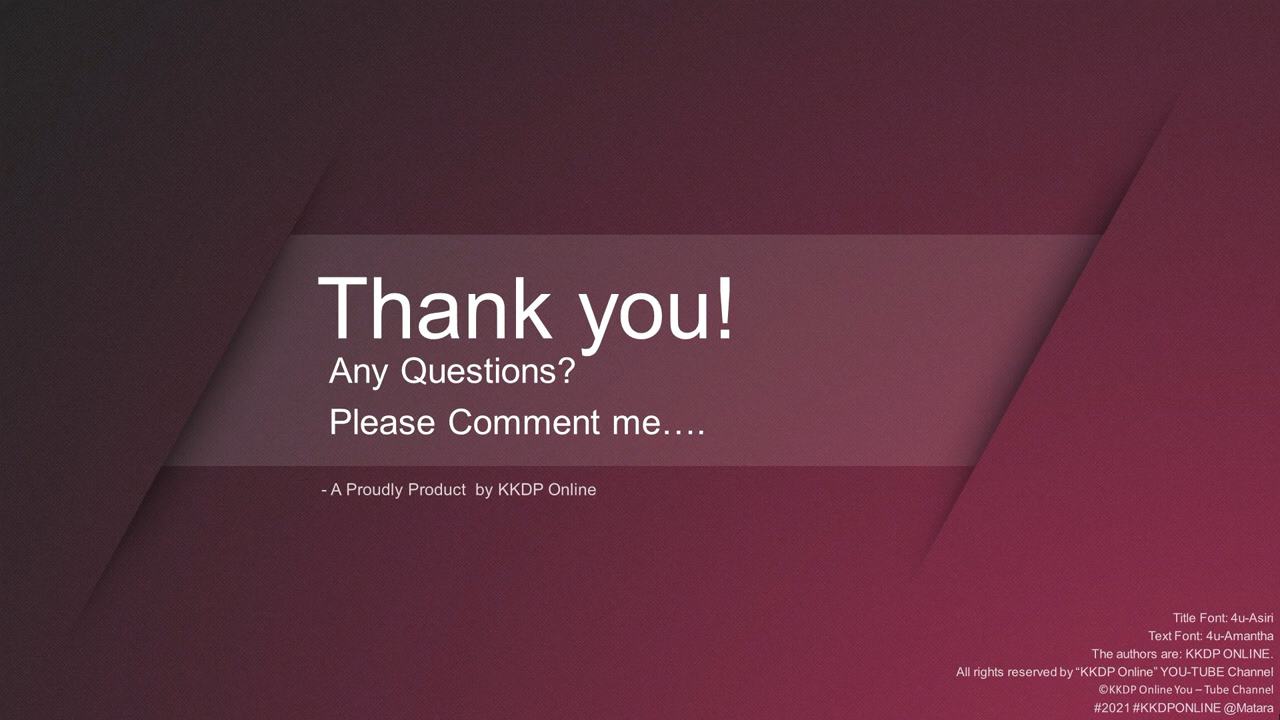 Thank you!
Any Questions?
Please Comment me….
- A Proudly Product  by KKDP Online
Title Font: 4u-Asiri
Text Font: 4u-Amantha
The authors are: KKDP ONLINE.
All rights reserved by “KKDP Online” YOU-TUBE Channel
©KKDP Online You – Tube Channel
#2021 #KKDPONLINE @Matara